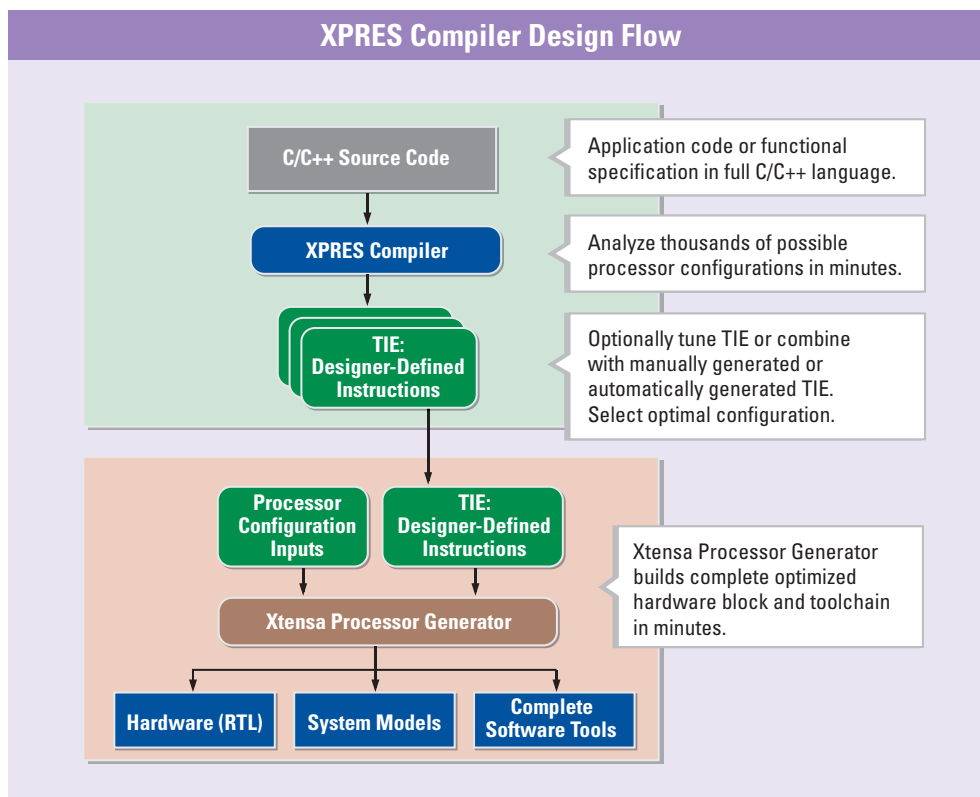 XPRES Compiler Design Flow
C/C++ Source Code
Application code or functional
specification in full C/C++ language.
XPRES Compiler
Analyze thousands of possible
processor configurations in minutes.
TIE:
Designer-Defined
Instructions
Optionally tune TIE or combine
with manually generated or
automatically generated TIE.
Select optimal configuration.
Processor
Configuration
Inputs
TIE:
Designer-Defined
Instructions
Xtensa Processor Generator
builds complete optimized
hardware block and toolchain
in minutes.
Xtensa Processor Generator
Hardware (RTL)
System Models
Complete
Software Tools